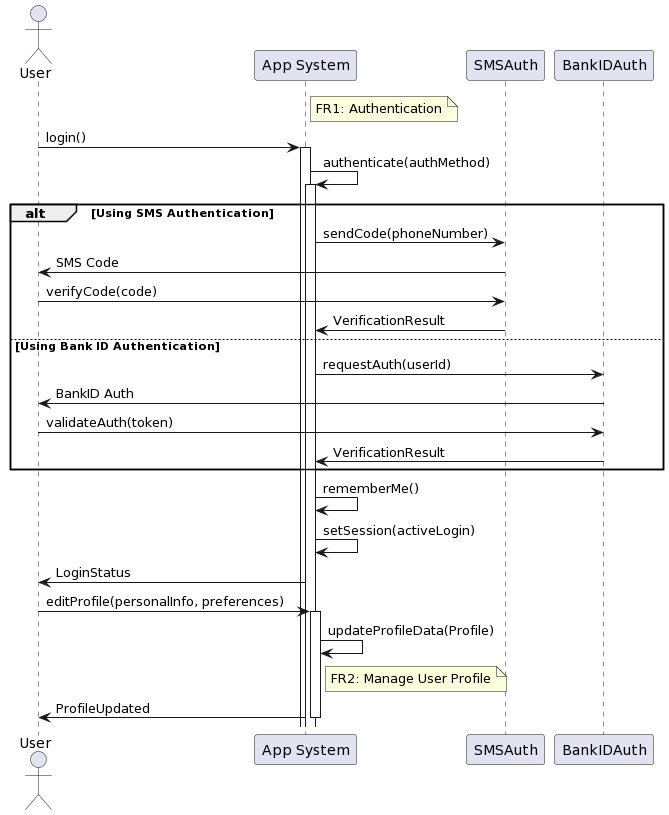 User
App System
SMSAuth
BankIDAuth
FR1: Authentication
login()
authenticate(authMethod)
alt
[Using SMS Authentication]
sendCode(phoneNumber)
SMS Code
verifyCode(code)
VerificationResult
[Using Bank ID Authentication]
requestAuth(userId)
BankID Auth
validateAuth(token)
VerificationResult
rememberMe()
setSession(activeLogin)
LoginStatus
editProfile(personalInfo, preferences)
updateProfileData(Profile)
FR2: Manage User Profile
ProfileUpdated
User
App System
SMSAuth
BankIDAuth